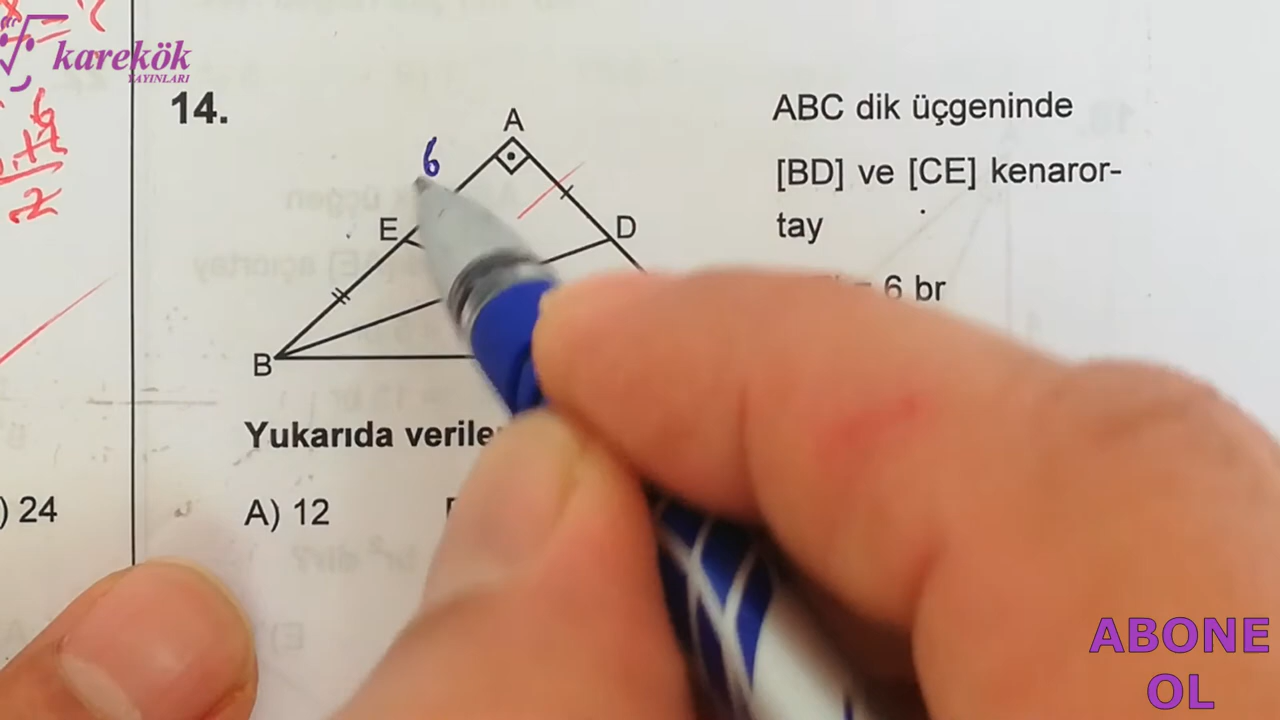 karekök
YAYINLARI
14.
A
6
E
D
B
ABC dik üçgeninde
[BD] ve [CE] kenaror-
tay
6 br
Yukarıda
A) 12
) 24
ABONE
OL